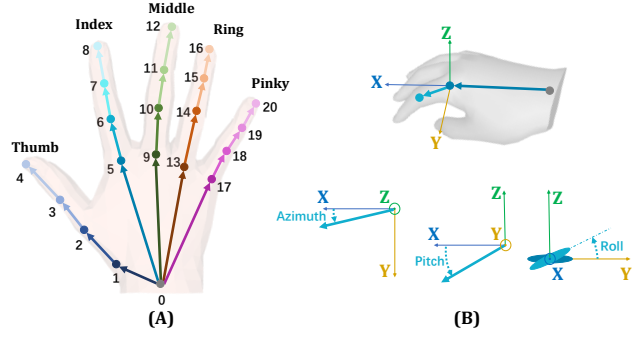 Middle
12
Index
Ring
8
16
11
7
15
Pinky
20
6
10
14
19
Thumb
5
9
13
18
4
17
3
2
1
0
(A)
Z
X
Y
X
Z
Azimuth
Y
Z
X
Y
Pitch
Z
Roll
X
Y
(B)